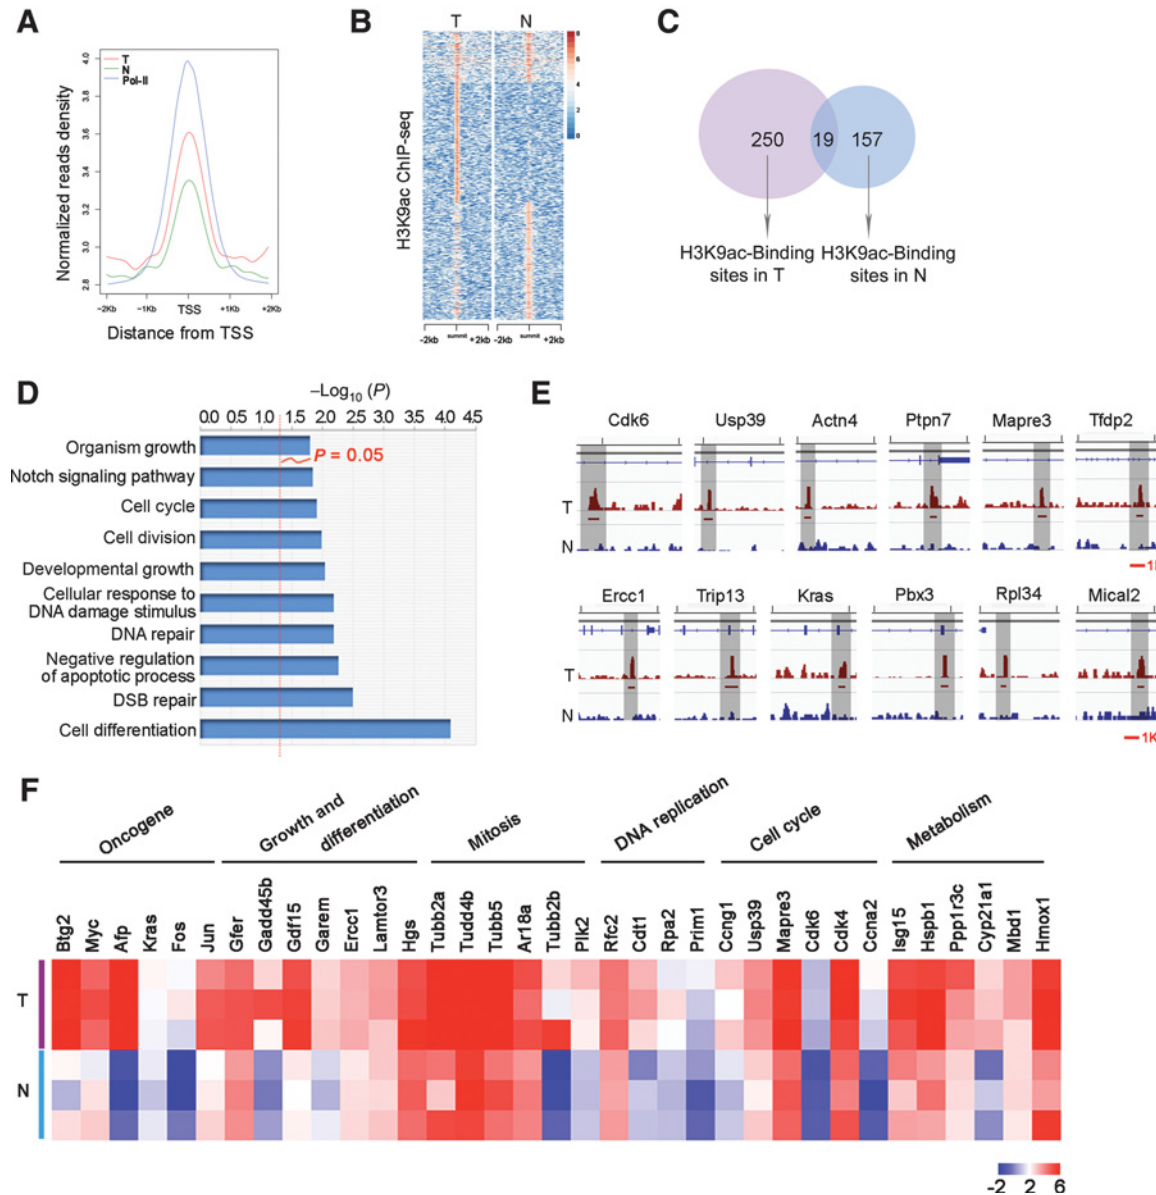 A
4.0
3.8
3.6
3.4
3.2
3.0
2.8
T
N
Pol-II
Normalized reads density
−2Kb −1Kb TSS +1Kb +2Kb
Distance from TSS
B
T N
H3K9ac ChIP-seq
8
6
4
2
0
-2kb summit +2kb -2kb summit +2kb
C
250 19 157
H3K9ac-Binding
sites in T
H3K9ac-Binding
sites in N
D
–Log10 (P)
0.0 0.5 1.0 1.5 2.0 2.5 3.0 3.5 4.0 4.5
Organism growth
P = 0.05
Notch signaling pathway
Cell cycle
Cell division
Developmental growth
Cellular response to
DNA damage stimulus
DNA repair
Negative regulation
of apoptotic process
DSB repair
Cell differentiation
E
Cdk6 Usp39 Actn4 Ptpn7 Mapre3 Tfdp2
T
N
1
Ercc1 Trip13 Kras Pbx3 Rpl34 Mical2
T
N
1K
F
Oncogene
Growth and
differentiation
Mitosis
DNA replication
Cell cycle
Metabolism
Btg2 Myc Afp Kras Fos Jun Gfer Gadd45b Gdf15 Garem Ercc1 Lamtor3 Hgs Tubb2a Tudd4b Tubb5 Ar18a Tubb2b Plk2 Rfc2 Cdt1 Rpa2 Prim1 Ccng1 Usp39 Mapre3 Cdk6 Cdk4 Ccna2 Isg15 Hspb1 Ppp1r3c Cyp21a1 Mbd1 Hmox1
T
N
-2 2 6